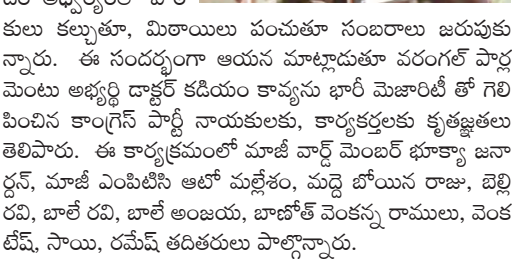 కులు కల్చుతూ, మిఠాయిలు పంచుతూ సంబరాలు జరుపుకు
న్నారు. ఈ సందర్భంగా ఆయన మాట్లాడుతూ వరంగల్ పార్ల
మెంటు అభ్యర్థి డాక్టర్ కడియం కావ్యను భారీ మెజారిటీ తో గెలి
పించిన కాంగ్రెస్ పార్టీ నాయకులకు, కార్యకర్తలకు కృతజ్ఞతలు
తెలిపారు. ఈ కార్యక్రమంలో మాజీ వార్డ్ మెంబర్ భూక్యా జనా
ర్దన్, మాజీ ఎంపిటిసి ఆటో మల్లేశం, మద్దె బోయిన రాజు, బెల్లి
రవి, బాలే రవి, బాలే అంజయ, బాణోత్ వెంకన్న రాములు, వెంక
టేష్, సాయి, రమేష్ తదితరులు పాల్గొన్నారు.